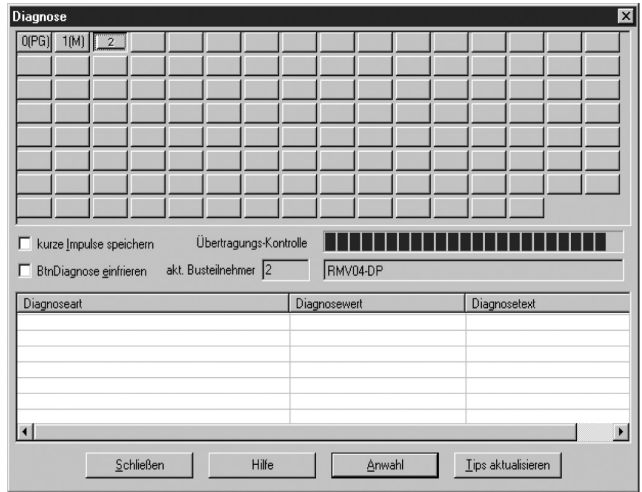 Diagnose
0(PG) 1(M) 2
kurze Impulse speichern Übertragungs-Kontrolle
BtnDiagnose einfrieren akt. Busteilnehmer 2 RMV04-DP
Diagnoseart Diagnosewert Diagnosetext
Schließen Hilfe Anwahl Tips aktualisieren